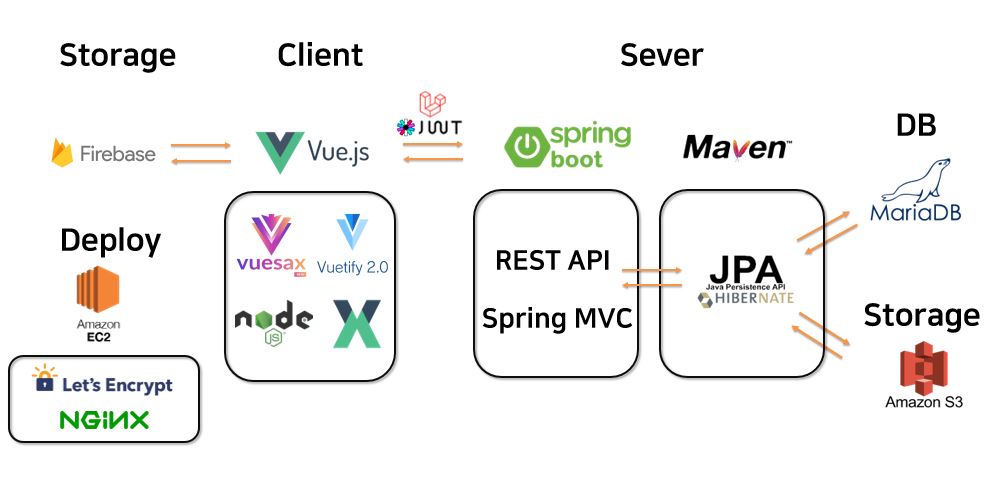 Storage
Client
Sever
Firebase
Vue.js
JWT
spring
boot
Maven™
DB
MariaDB
Deploy
Amazon
EC2
Let's Encrypt
NGINX
vuesax
Vuetify 2.0
node
JS
REST API
Spring MVC
JPA
Java Persistence API
HIBERNATE
Storage
Amazon S3